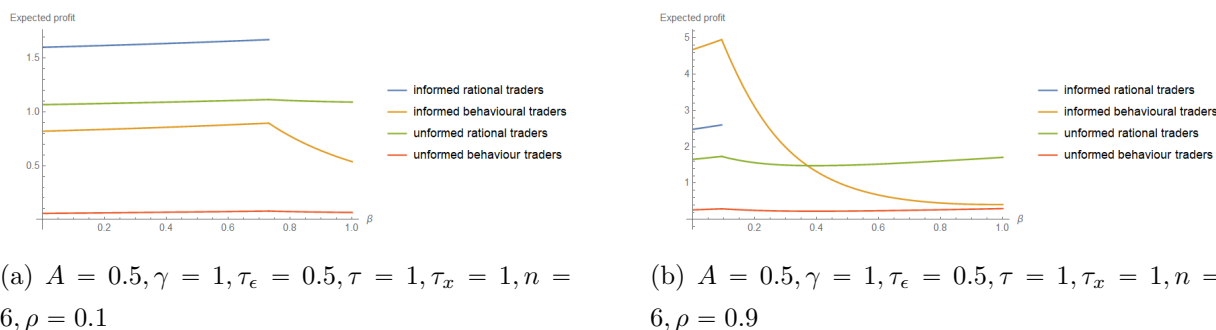 Expected profit
1.5
1.0
0.5
0.2 0.4 0.6 0.8 1.0 β
informed rational traders
informed behavioural traders
unformed rational traders
unformed behaviour traders
(a) A = 0.5, γ = 1, τ_ϵ = 0.5, τ = 1, τ_x = 1, n =
6, ρ = 0.1
Expected profit
5
4
3
2
1
0.2 0.4 0.6 0.8 1.0 β
informed rational traders
informed behavioural traders
unformed rational traders
unformed behaviour traders
(b) A = 0.5, γ = 1, τ_ϵ = 0.5, τ = 1, τ_x = 1, n =
6, ρ = 0.9